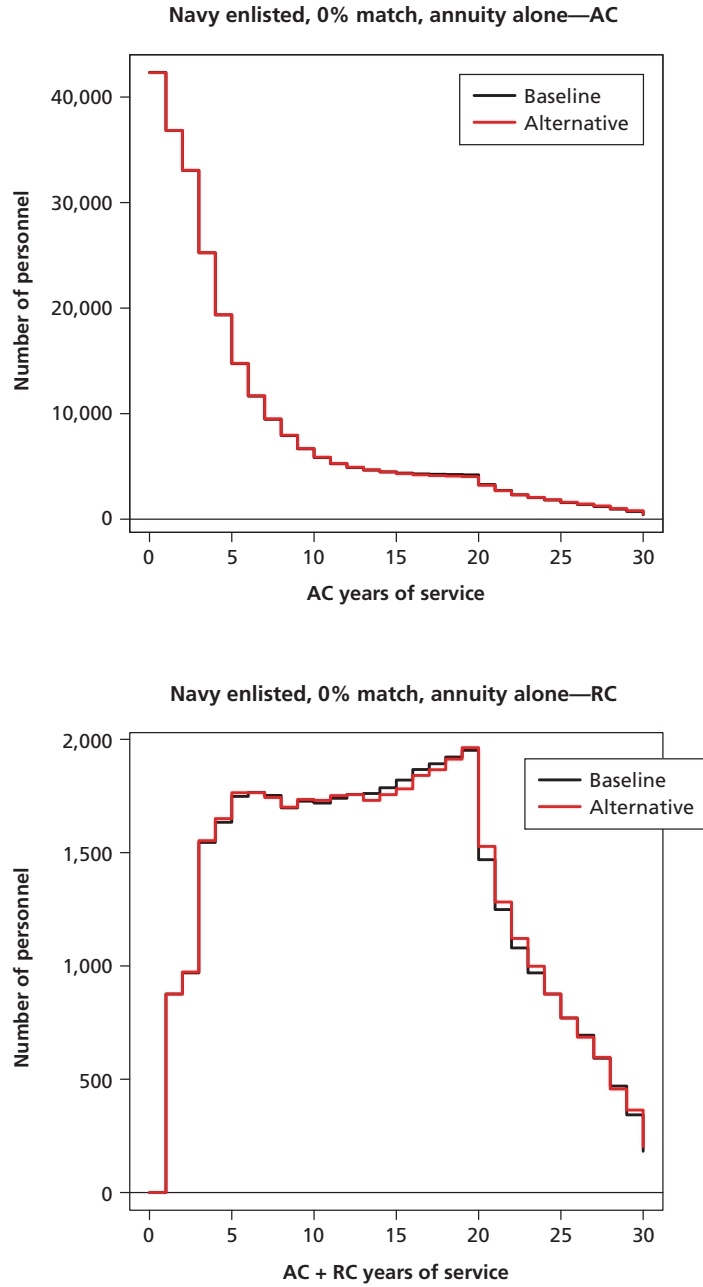 Navy enlisted, 0% match, annuity alone—AC
Baseline
Alternative
Number of personnel
40,000
30,000
20,000
10,000
0
0 5 10 15 20 25 30
AC years of service
Navy enlisted, 0% match, annuity alone—RC
Baseline
Alternative
Number of personnel
2,000
1,500
1,000
500
0
0 5 10 15 20 25 30
AC + RC years of service